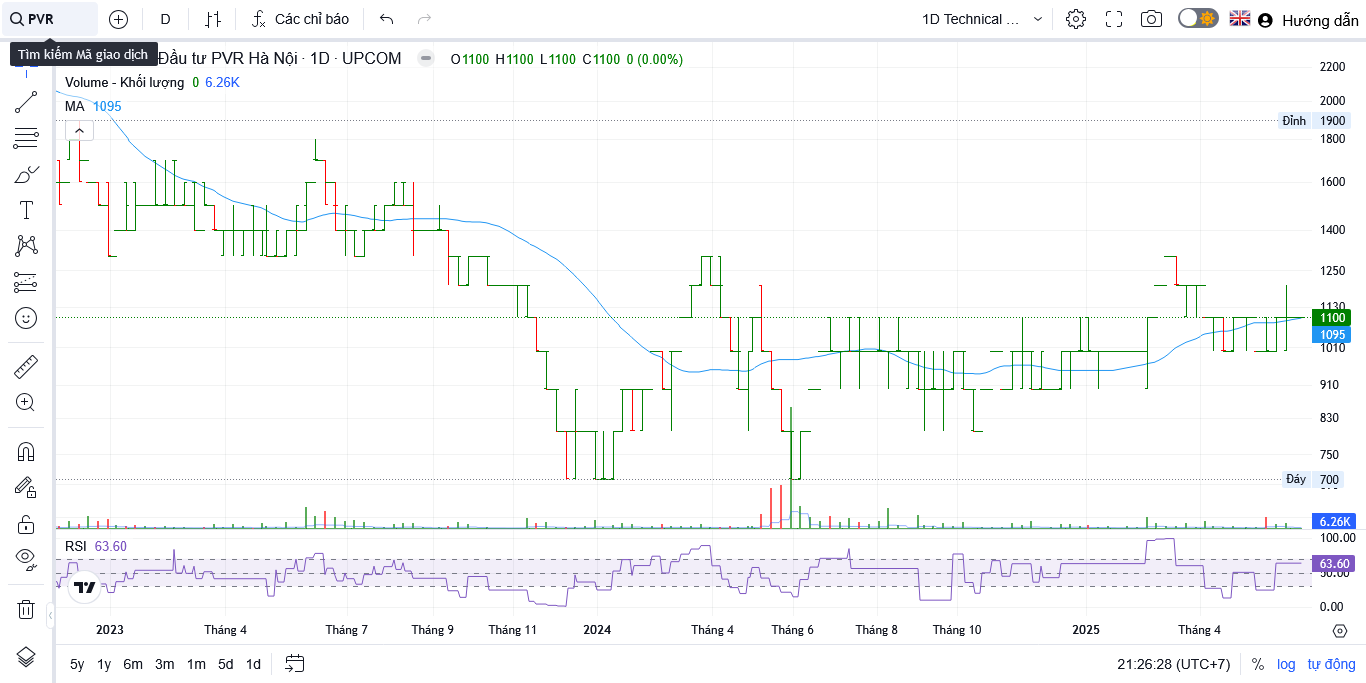 PVR D Các chỉ báo 1D Technical ... Hướng dẫn
Tìm kiếm Mã giao dịch
Đầu tư PVR Hà Nội · 1D · UPCOM O1100 H1100 L1100 C1100 0 (0.00%)
Volume - Khối lượng 0 6.26K
MA 1095
2200
2000
Đỉnh 1900
1800
1600
1400
1250
1130
1100
1095
1010
910
830
750
Đáy 700
6.26K
RSI 63.60
100.00
63.60
50.00
0.00
2023 Tháng 4 Tháng 7 Tháng 9 Tháng 11 2024 Tháng 4 Tháng 6 Tháng 8 Tháng 10 2025 Tháng 4
5y 1y 6m 3m 1m 5d 1d 21:26:28 (UTC+7) % log tự động